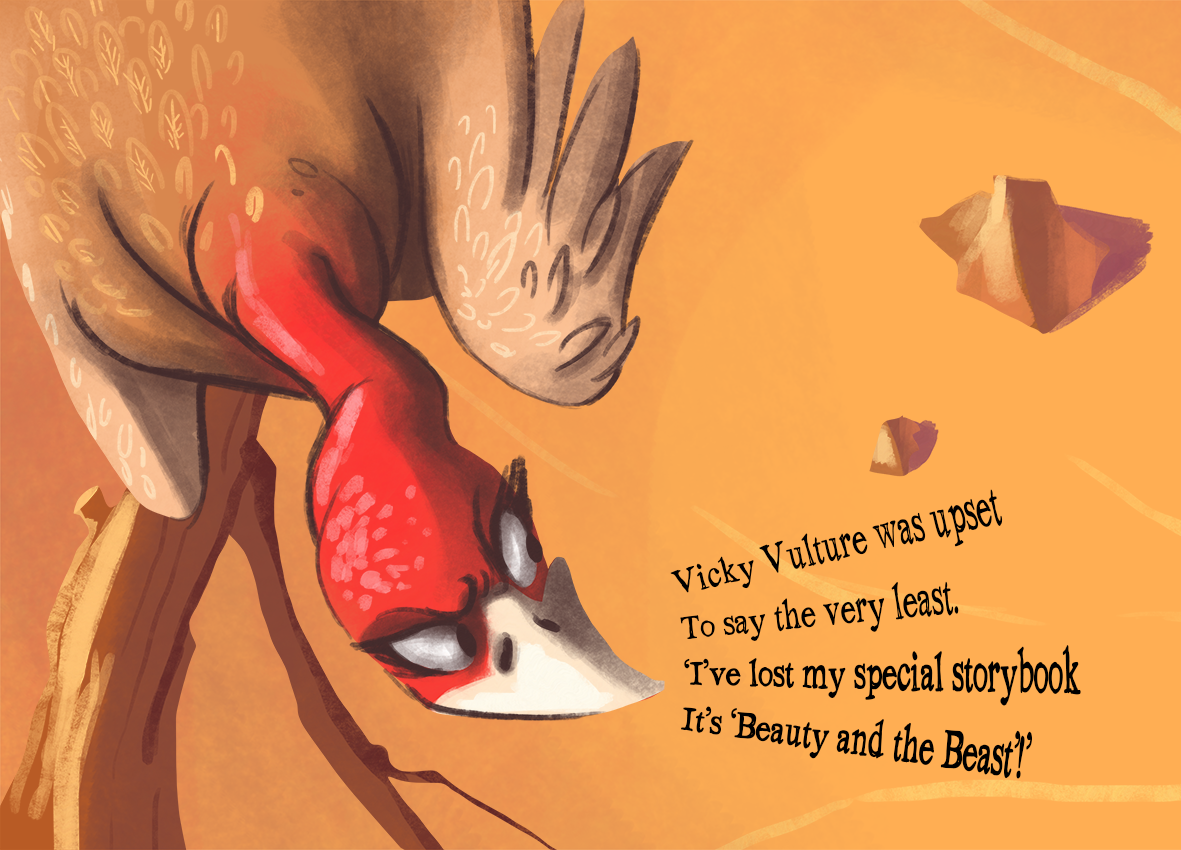 Vicky Vulture was upset
To say the very least.
‘I’ve lost my special storybook
It’s ‘Beauty and the Beast’!’